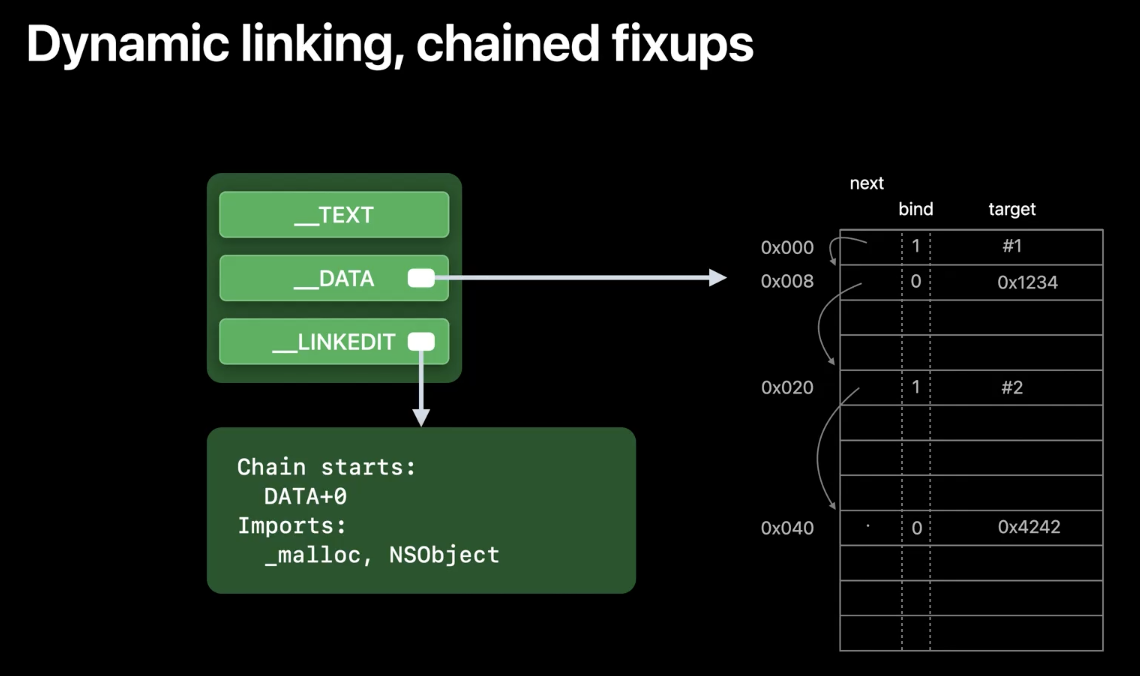 Dynamic linking, chained fixups
__TEXT
__DATA
__LINKEDIT
Chain starts:
DATA+0
Imports:
_malloc, NSObject
next
bind target
0x000 1 #1
0x008 0 0x1234
0x020 1 #2
0x040 0 0x4242